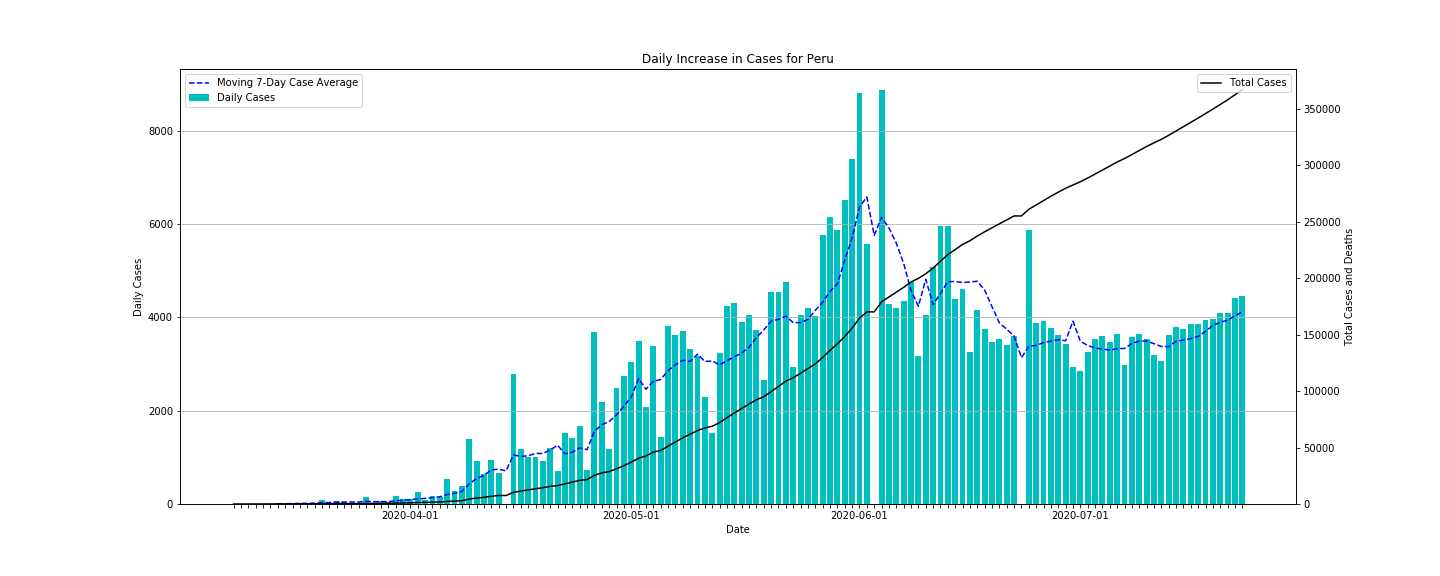 Daily Increase in Cases for Peru
Moving 7-Day Case Average
Daily Cases
Total Cases
8000
6000
4000
2000
0
Daily Cases
350000
300000
250000
200000
150000
100000
50000
0
Total Cases and Deaths
2020-04-01
2020-05-01
2020-06-01
2020-07-01
Date